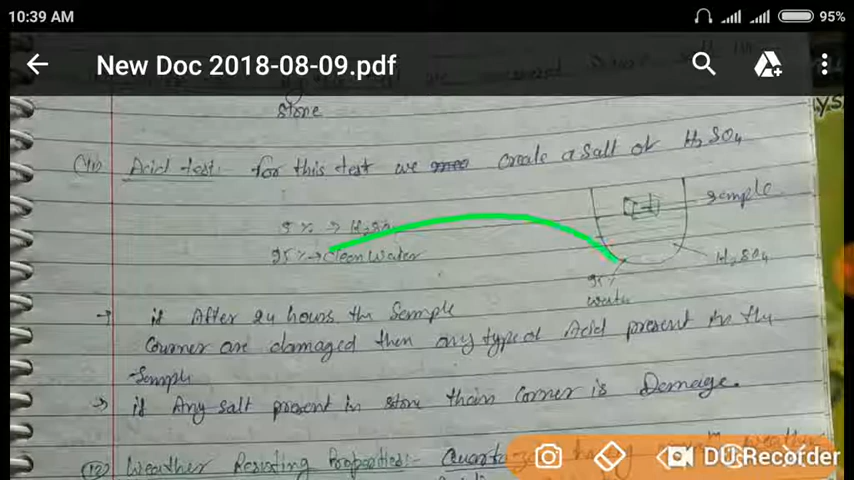 10:39 AM
95%
New Doc 2018-08-09.pdf
stone
(11) Acid test: for this test we create a salt of H2SO4
5% → H2SO4
95% → Clean Water
sample
H2SO4
95%
water
→ if After 24 hours the Sample
Courner are damaged then any type of Acid present in the
Sample
→ if Any salt present in stone than corner is Damage.
(12) Weather Resisting Properties:-
DU Recorder